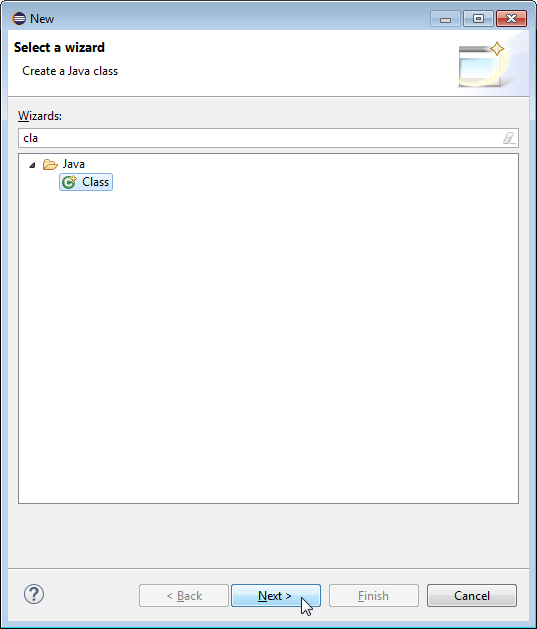 New
Select a wizard
Create a Java class
Wizards:
cla
Java
Class
?
< Back Next > Finish Cancel